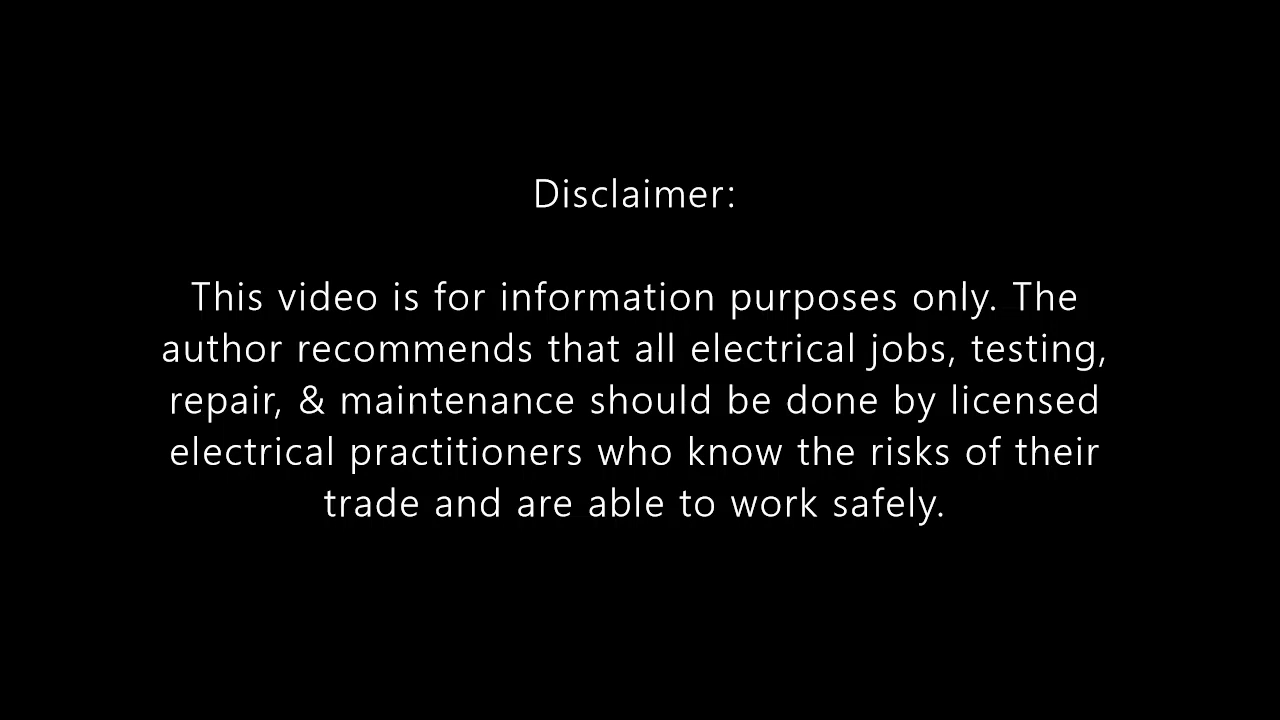 Disclaimer:
This video is for information purposes only. The
author recommends that all electrical jobs, testing,
repair, & maintenance should be done by licensed
electrical practitioners who know the risks of their
trade and are able to work safely.